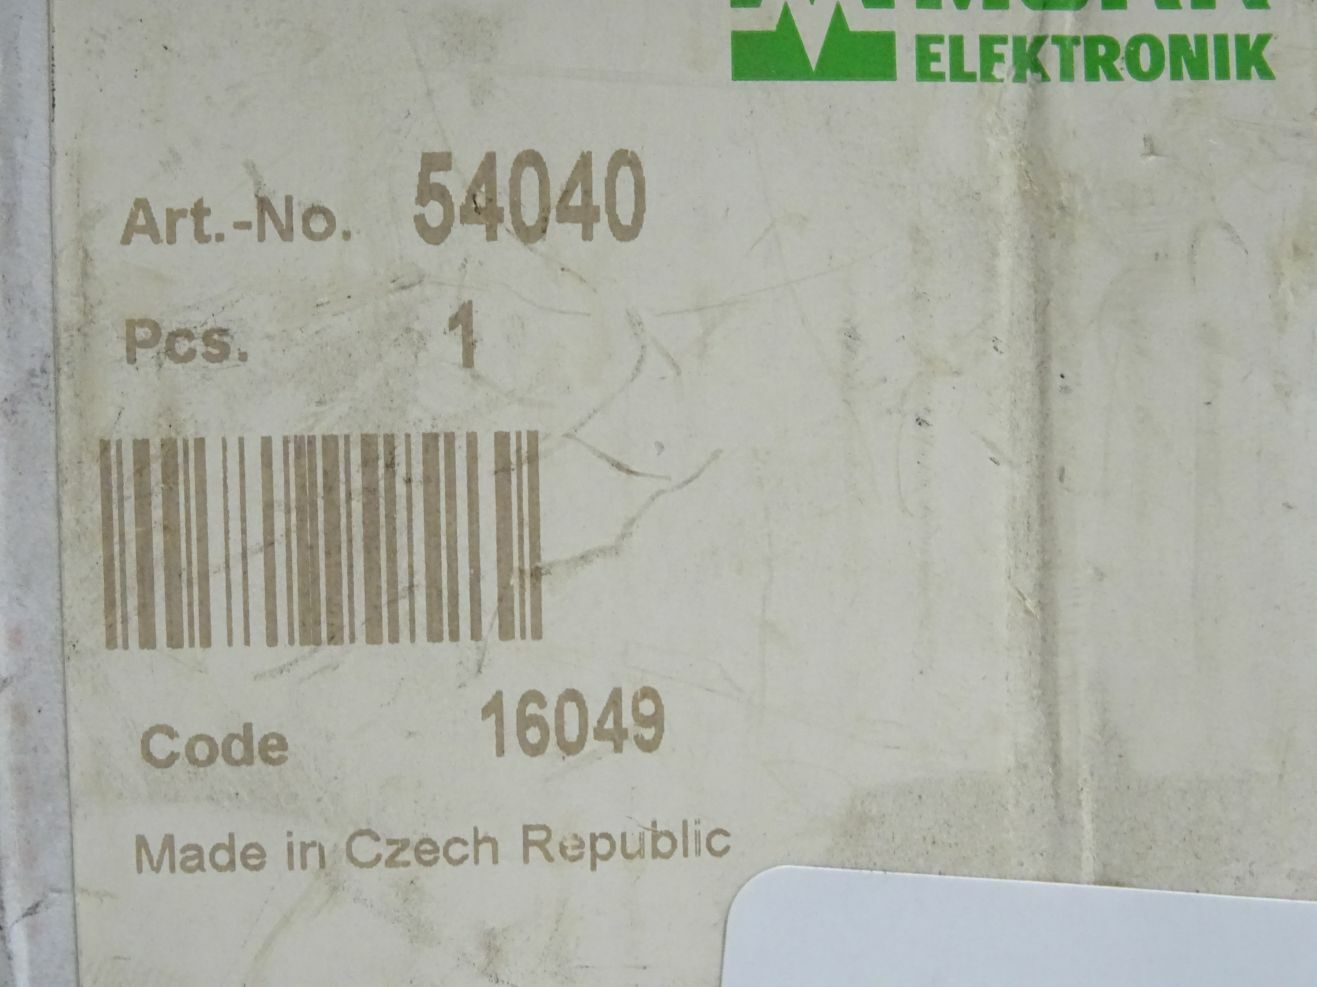 ELEKTRONIK
Art.-No. 54040
Pcs. 1
Code 16049
Made in Czech Republic